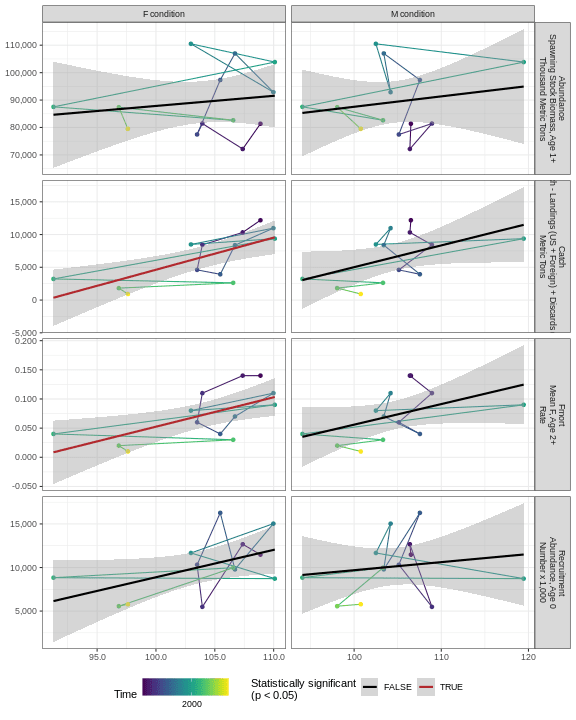 F condition
M condition
110,000
100,000
90,000
80,000
70,000
Abundance
Spawning Stock Biomass, Age 1+
Thousand Metric Tons
15,000
10,000
5,000
0
-5,000
Catch
h - Landings (US + Foreign) + Discards
Metric Tons
0.200
0.150
0.100
0.050
0.000
-0.050
Fmort
Mean F, Age 2+
Rate
15,000
10,000
5,000
Recruitment
Abundance, Age 0
Number x 1,000
95.0
100.0
105.0
110.0
100
110
120
Time
2000
Statistically significant
(p < 0.05)
FALSE
TRUE